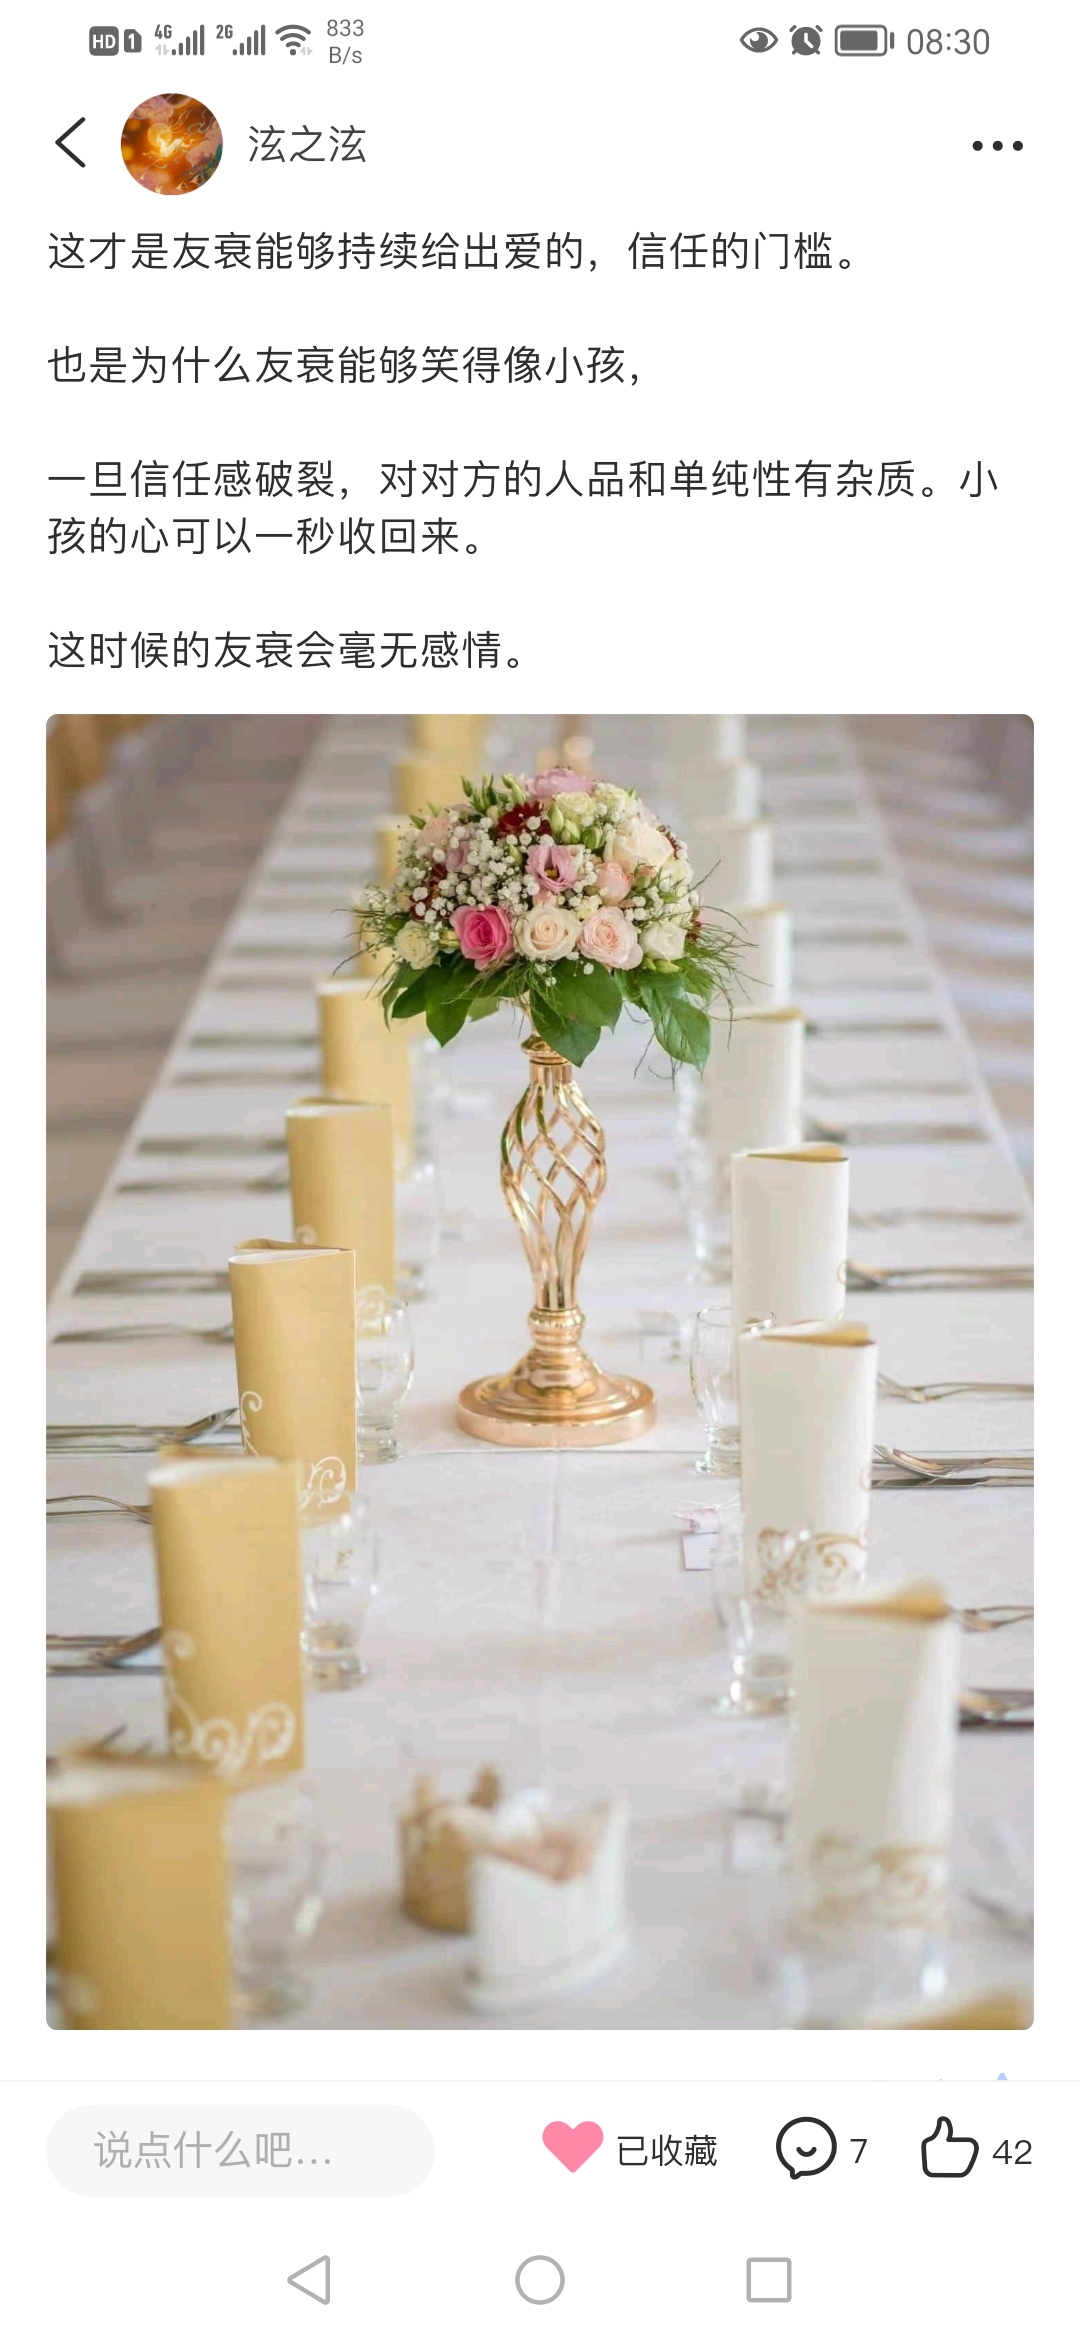 HD 1 4G 2G 833 B/s 08:30
泫之泫
这才是友衰能够持续给出爱的，信任的门槛。
也是为什么友衰能够笑得像小孩，
一旦信任感破裂，对对方的人品和单纯性有杂质。小
孩的心可以一秒收回来。
这时候的友衰会毫无感情。
说点什么吧... 已收藏 7 42